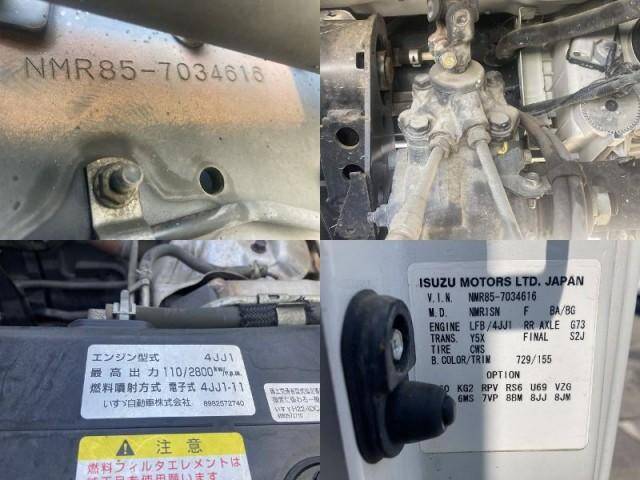 NMR85-7034616
エンジン型式 4JJ1
最高出力 110/2800
燃料噴射方式 電子式 4JJ1-11
いすゞ自動車株式会社 8982572740
注意
燃料フィルタエレメントは
ISUZU MOTORS LTD. JAPAN
V.I.N. NMR85-7034616
M.D. NMR1SN F BA/BG
ENGINE LFB/4JJ1 RR AXLE G73
TRANS. Y5X FINAL S2J
TIRE CWS
B.COLOR/TRIM 729/155
OPTION
KG2 RPV RS6 U69 VZG
6MS 7VP 8BM 8JJ 8JM